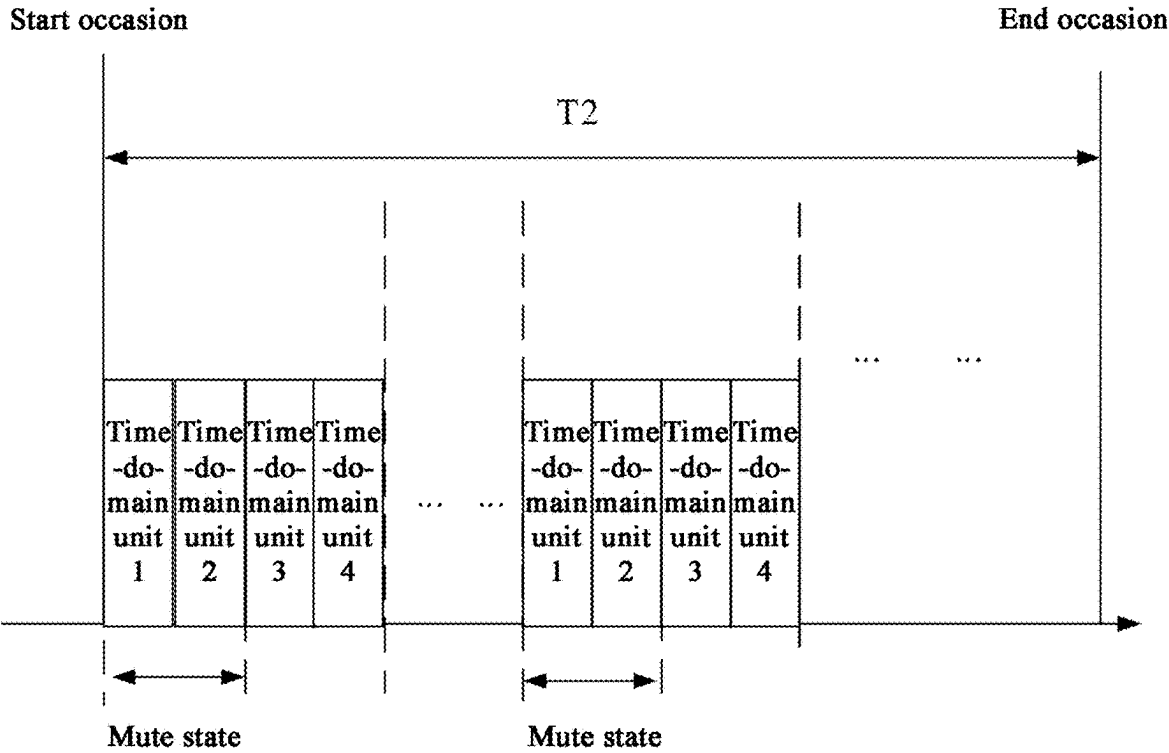 Start occasion
End occasion
T2
... ...
Time-do-main unit 1
Time-do-main unit 2
Time-do-main unit 3
Time-do-main unit 4
... ...
Time-do-main unit 1
Time-do-main unit 2
Time-do-main unit 3
Time-do-main unit 4
Mute state
Mute state